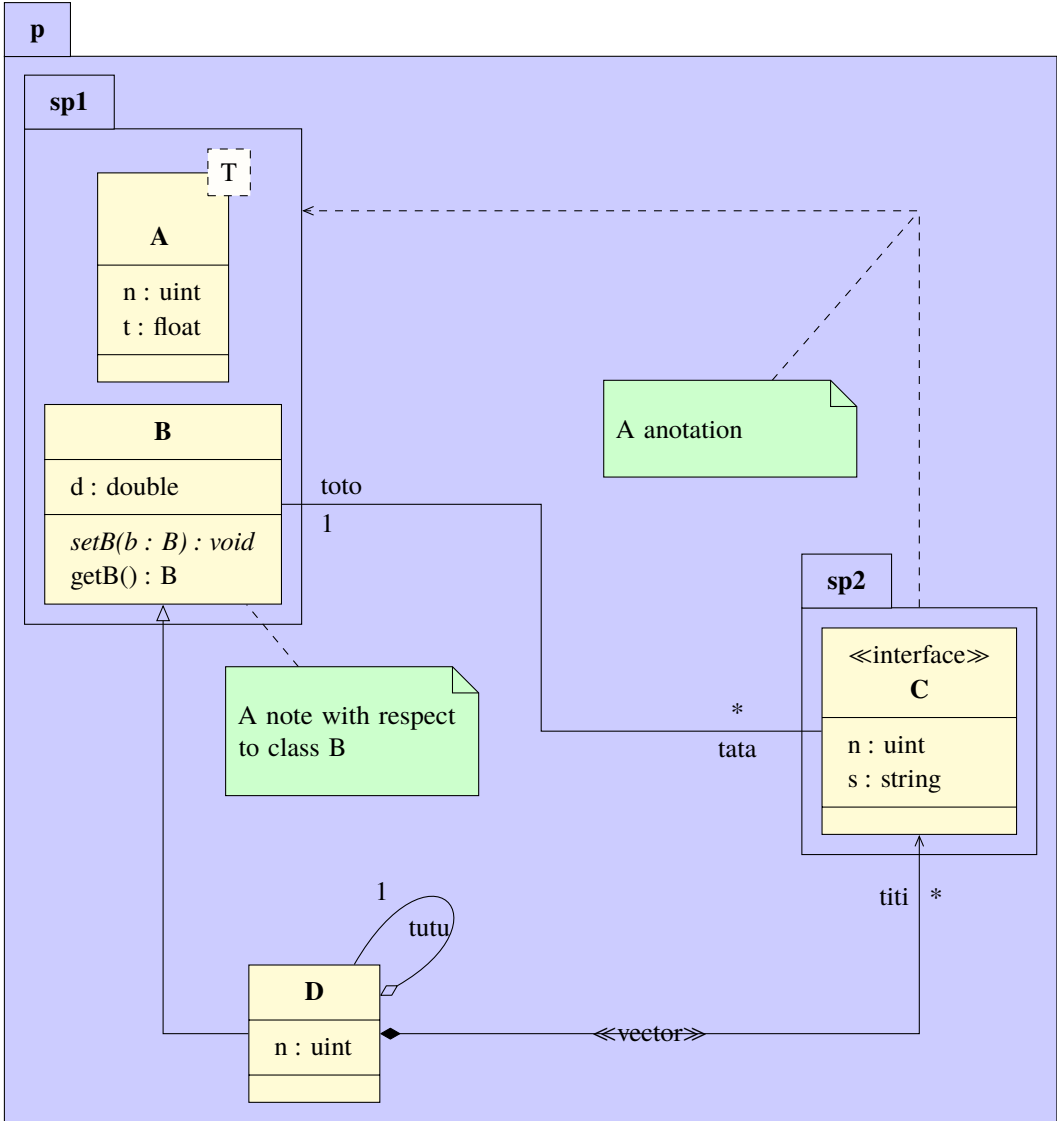 p
sp1
T
A
n : uint
t : float
B
d : double
setB(b : B) : void
getB() : B
toto
1
A anotation
sp2
≪interface≫
C
n : uint
s : string
*
tata
A note with respect
to class B
titi *
1
tutu
D
n : uint
≪vector≫